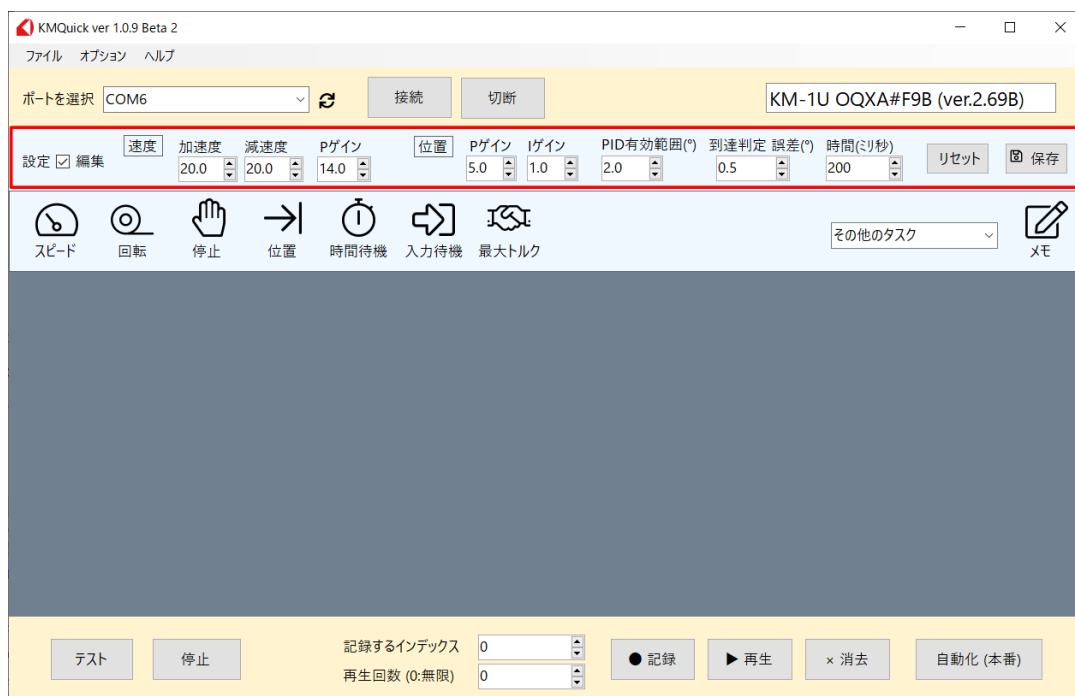 KMQuick ver 1.0.9 Beta 2
ファイル オプション ヘルプ
ポートを選択 COM6 接続 切断 KM-1U OQXA#F9B (ver.2.69B)
設定 編集 速度 加速度 減速度 Pゲイン 位置 Pゲイン Iゲイン PID有効範囲(°) 到達判定 誤差(°) 時間(ミリ秒) リセット 保存
20.0 20.0 14.0 5.0 1.0 2.0 0.5 200
スピード 回転 停止 位置 時間待機 入力待機 最大トルク その他のタスク メモ
テスト 停止 記録するインデックス 0 ● 記録 ▶ 再生 × 消去 自動化 (本番)
再生回数 (0:無限) 0